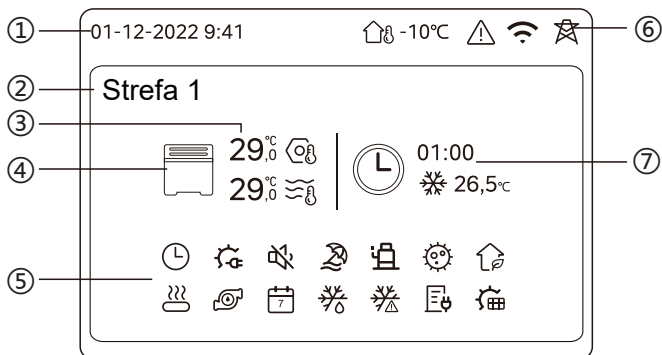 ① 01-12-2022 9:41 -10℃ ⑥
② Strefa 1
③
④ 29,0 ℃ 01:00 ⑦
29,0 ℃ 26,5℃
⑤
7